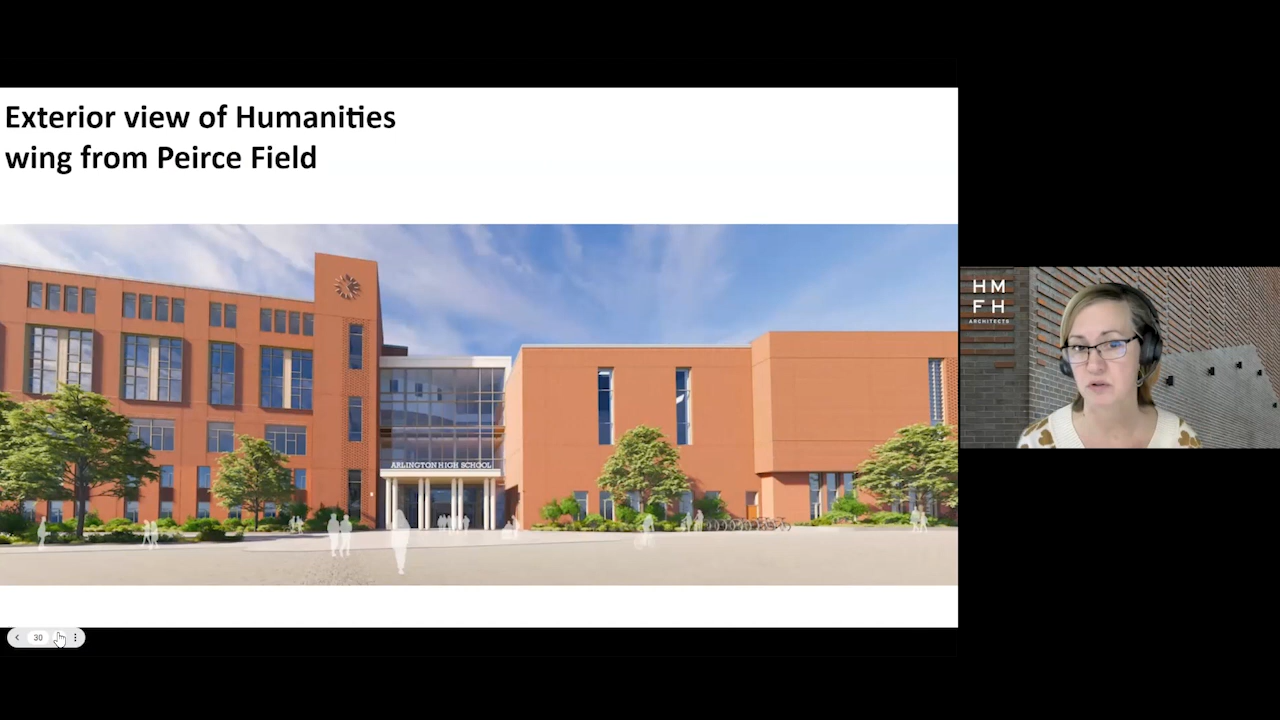 Exterior view of Humanities
wing from Peirce Field
ARLINGTON HIGH SCHOOL
HM
FH
ARCHITECTS
30